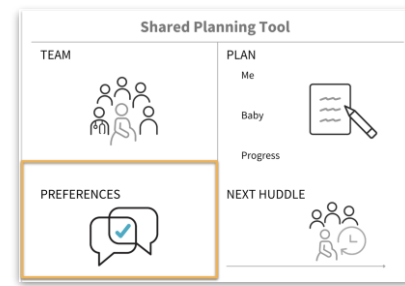 Shared Planning Tool
TEAM
PLAN
Me
Baby
Progress
PREFERENCES
NEXT HUDDLE